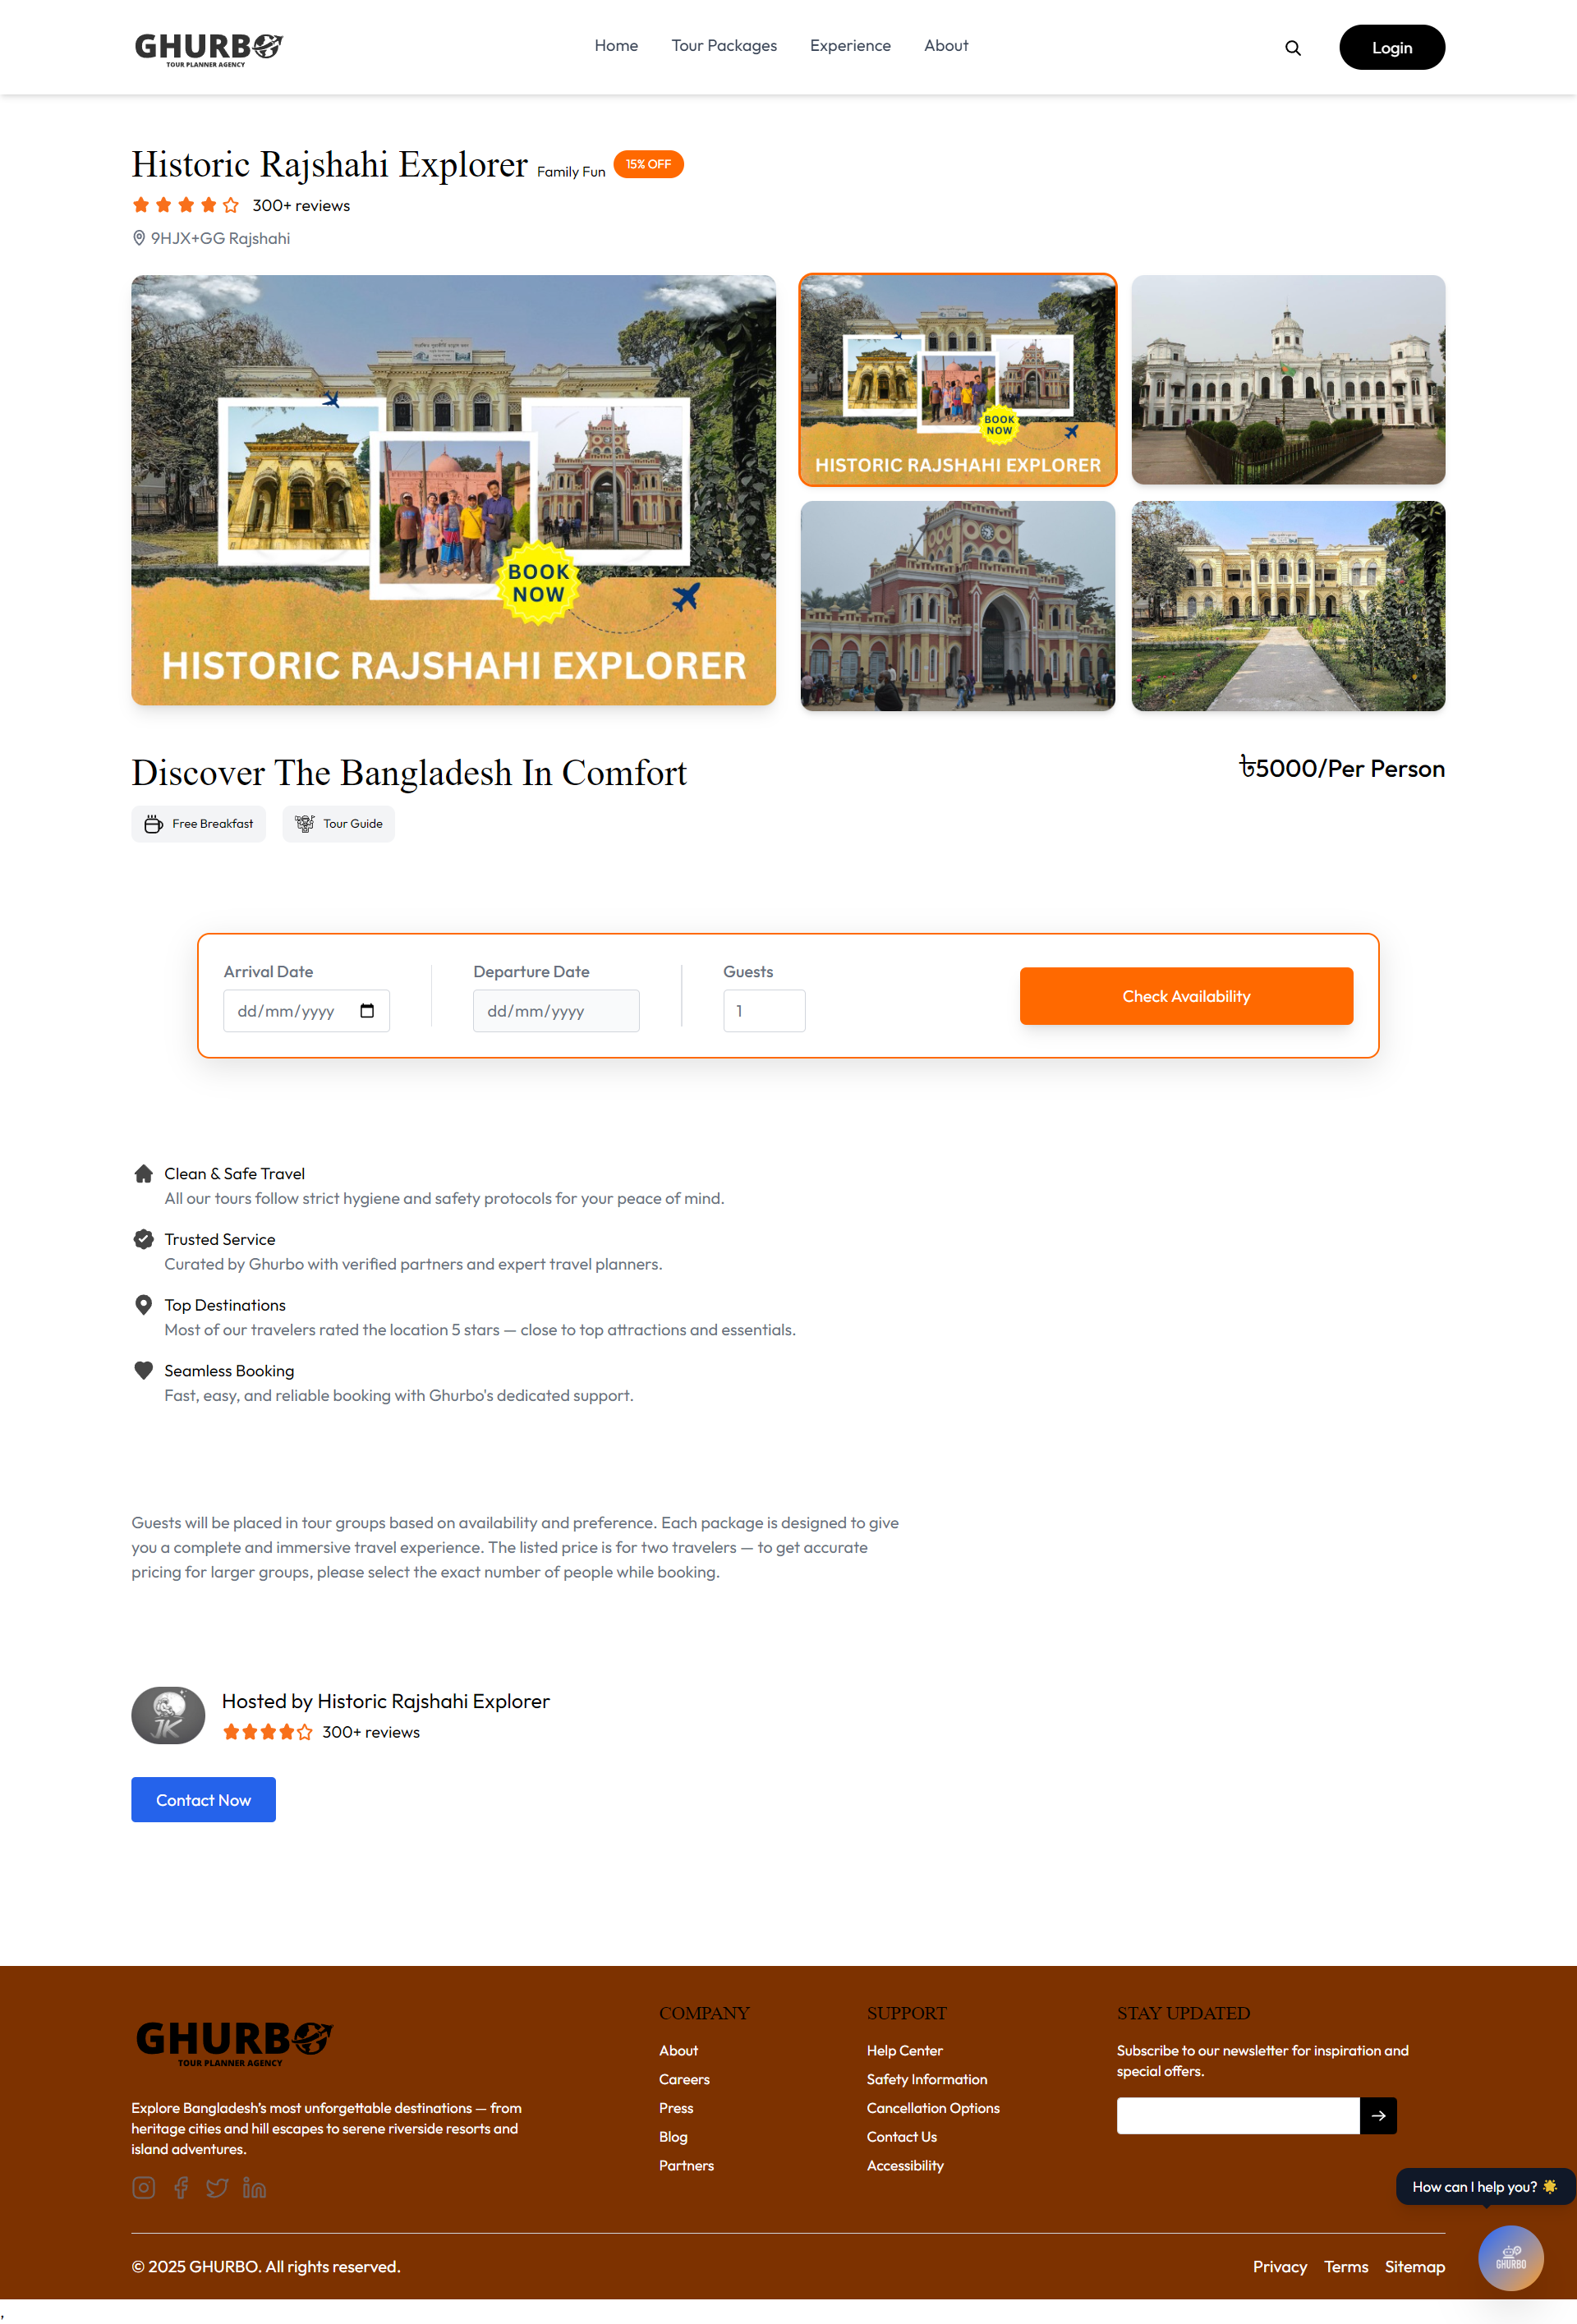 GHURBO
TOUR PLANNER AGENCY
Home
Tour Packages
Experience
About
Login
Historic Rajshahi Explorer
Family Fun
15% OFF
300+ reviews
9HJX+GG Rajshahi
BOOK
NOW
HISTORIC RAJSHAHI EXPLORER
BOOK
NOW
HISTORIC RAJSHAHI EXPLORER
Discover The Bangladesh In Comfort
৳5000/Per Person
Free Breakfast
Tour Guide
Arrival Date
Departure Date
Guests
dd/mm/yyyy
dd/mm/yyyy
1
Check Availability
Clean & Safe Travel
All our tours follow strict hygiene and safety protocols for your peace of mind.
Trusted Service
Curated by Ghurbo with verified partners and expert travel planners.
Top Destinations
Most of our travelers rated the location 5 stars — close to top attractions and essentials.
Seamless Booking
Fast, easy, and reliable booking with Ghurbo's dedicated support.
Guests will be placed in tour groups based on availability and preference. Each package is designed to give
you a complete and immersive travel experience. The listed price is for two travelers — to get accurate
pricing for larger groups, please select the exact number of people while booking.
JK
Hosted by Historic Rajshahi Explorer
300+ reviews
Contact Now
GHURBO
TOUR PLANNER AGENCY
Explore Bangladesh's most unforgettable destinations — from
heritage cities and hill escapes to serene riverside resorts and
island adventures.
COMPANY
About
Careers
Press
Blog
Partners
SUPPORT
Help Center
Safety Information
Cancellation Options
Contact Us
Accessibility
STAY UPDATED
Subscribe to our newsletter for inspiration and
special offers.
How can I help you? 🌟
GHURBO
© 2025 GHURBO. All rights reserved.
Privacy
Terms
Sitemap
,